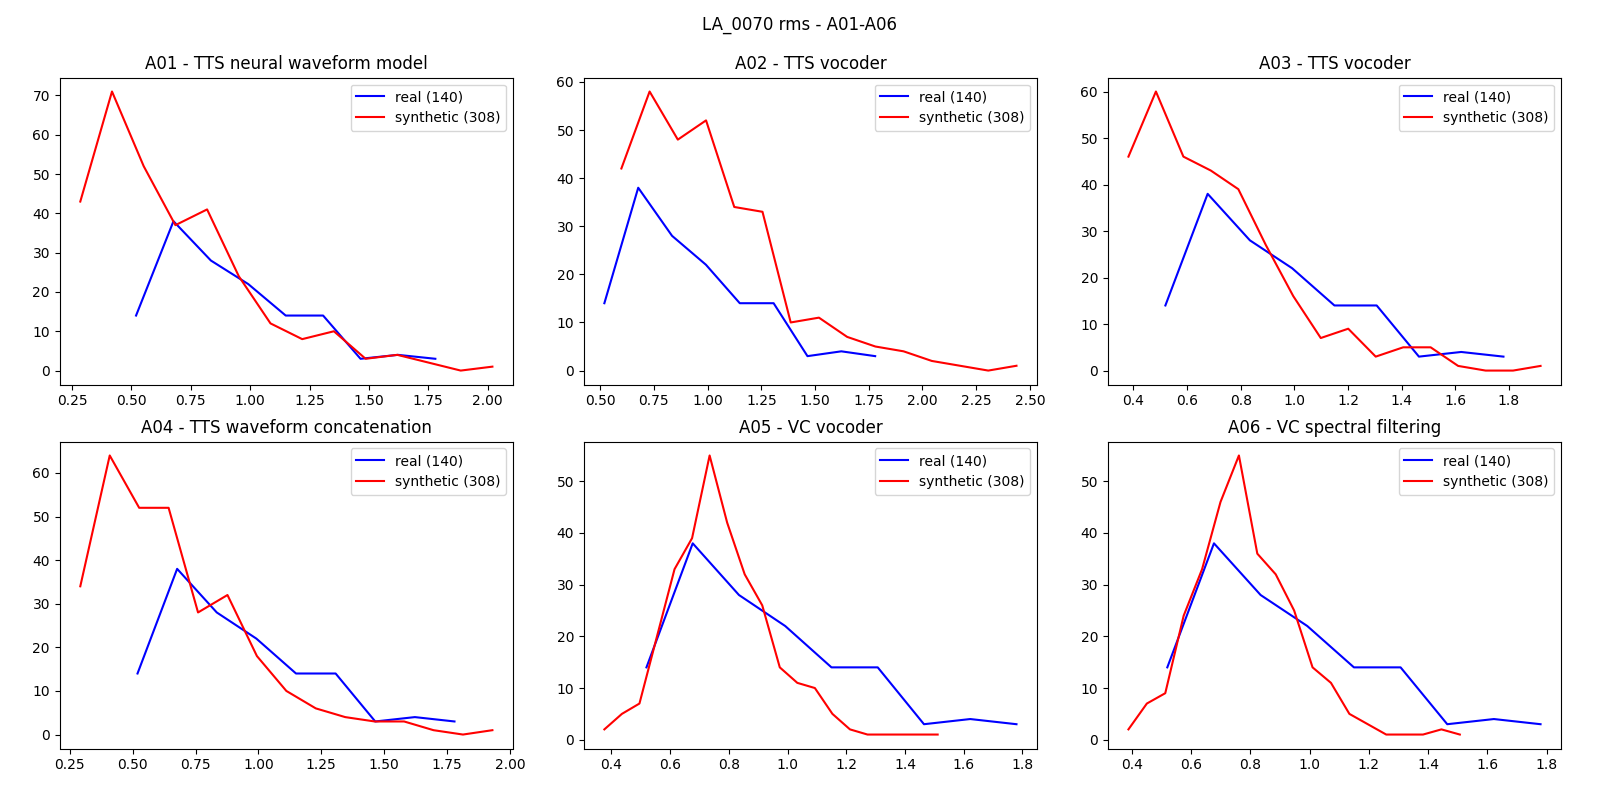 LA_0070 rms - A01-A06
A01 - TTS neural waveform model
70
60
50
40
30
20
10
0
real (140)
synthetic (308)
0.25 0.50 0.75 1.00 1.25 1.50 1.75 2.00
A02 - TTS vocoder
60
50
40
30
20
10
0
real (140)
synthetic (308)
0.50 0.75 1.00 1.25 1.50 1.75 2.00 2.25 2.50
A03 - TTS vocoder
60
50
40
30
20
10
0
real (140)
synthetic (308)
0.4 0.6 0.8 1.0 1.2 1.4 1.6 1.8
A04 - TTS waveform concatenation
60
50
40
30
20
10
0
real (140)
synthetic (308)
0.25 0.50 0.75 1.00 1.25 1.50 1.75 2.00
A05 - VC vocoder
50
40
30
20
10
0
real (140)
synthetic (308)
0.4 0.6 0.8 1.0 1.2 1.4 1.6 1.8
A06 - VC spectral filtering
50
40
30
20
10
0
real (140)
synthetic (308)
0.4 0.6 0.8 1.0 1.2 1.4 1.6 1.8